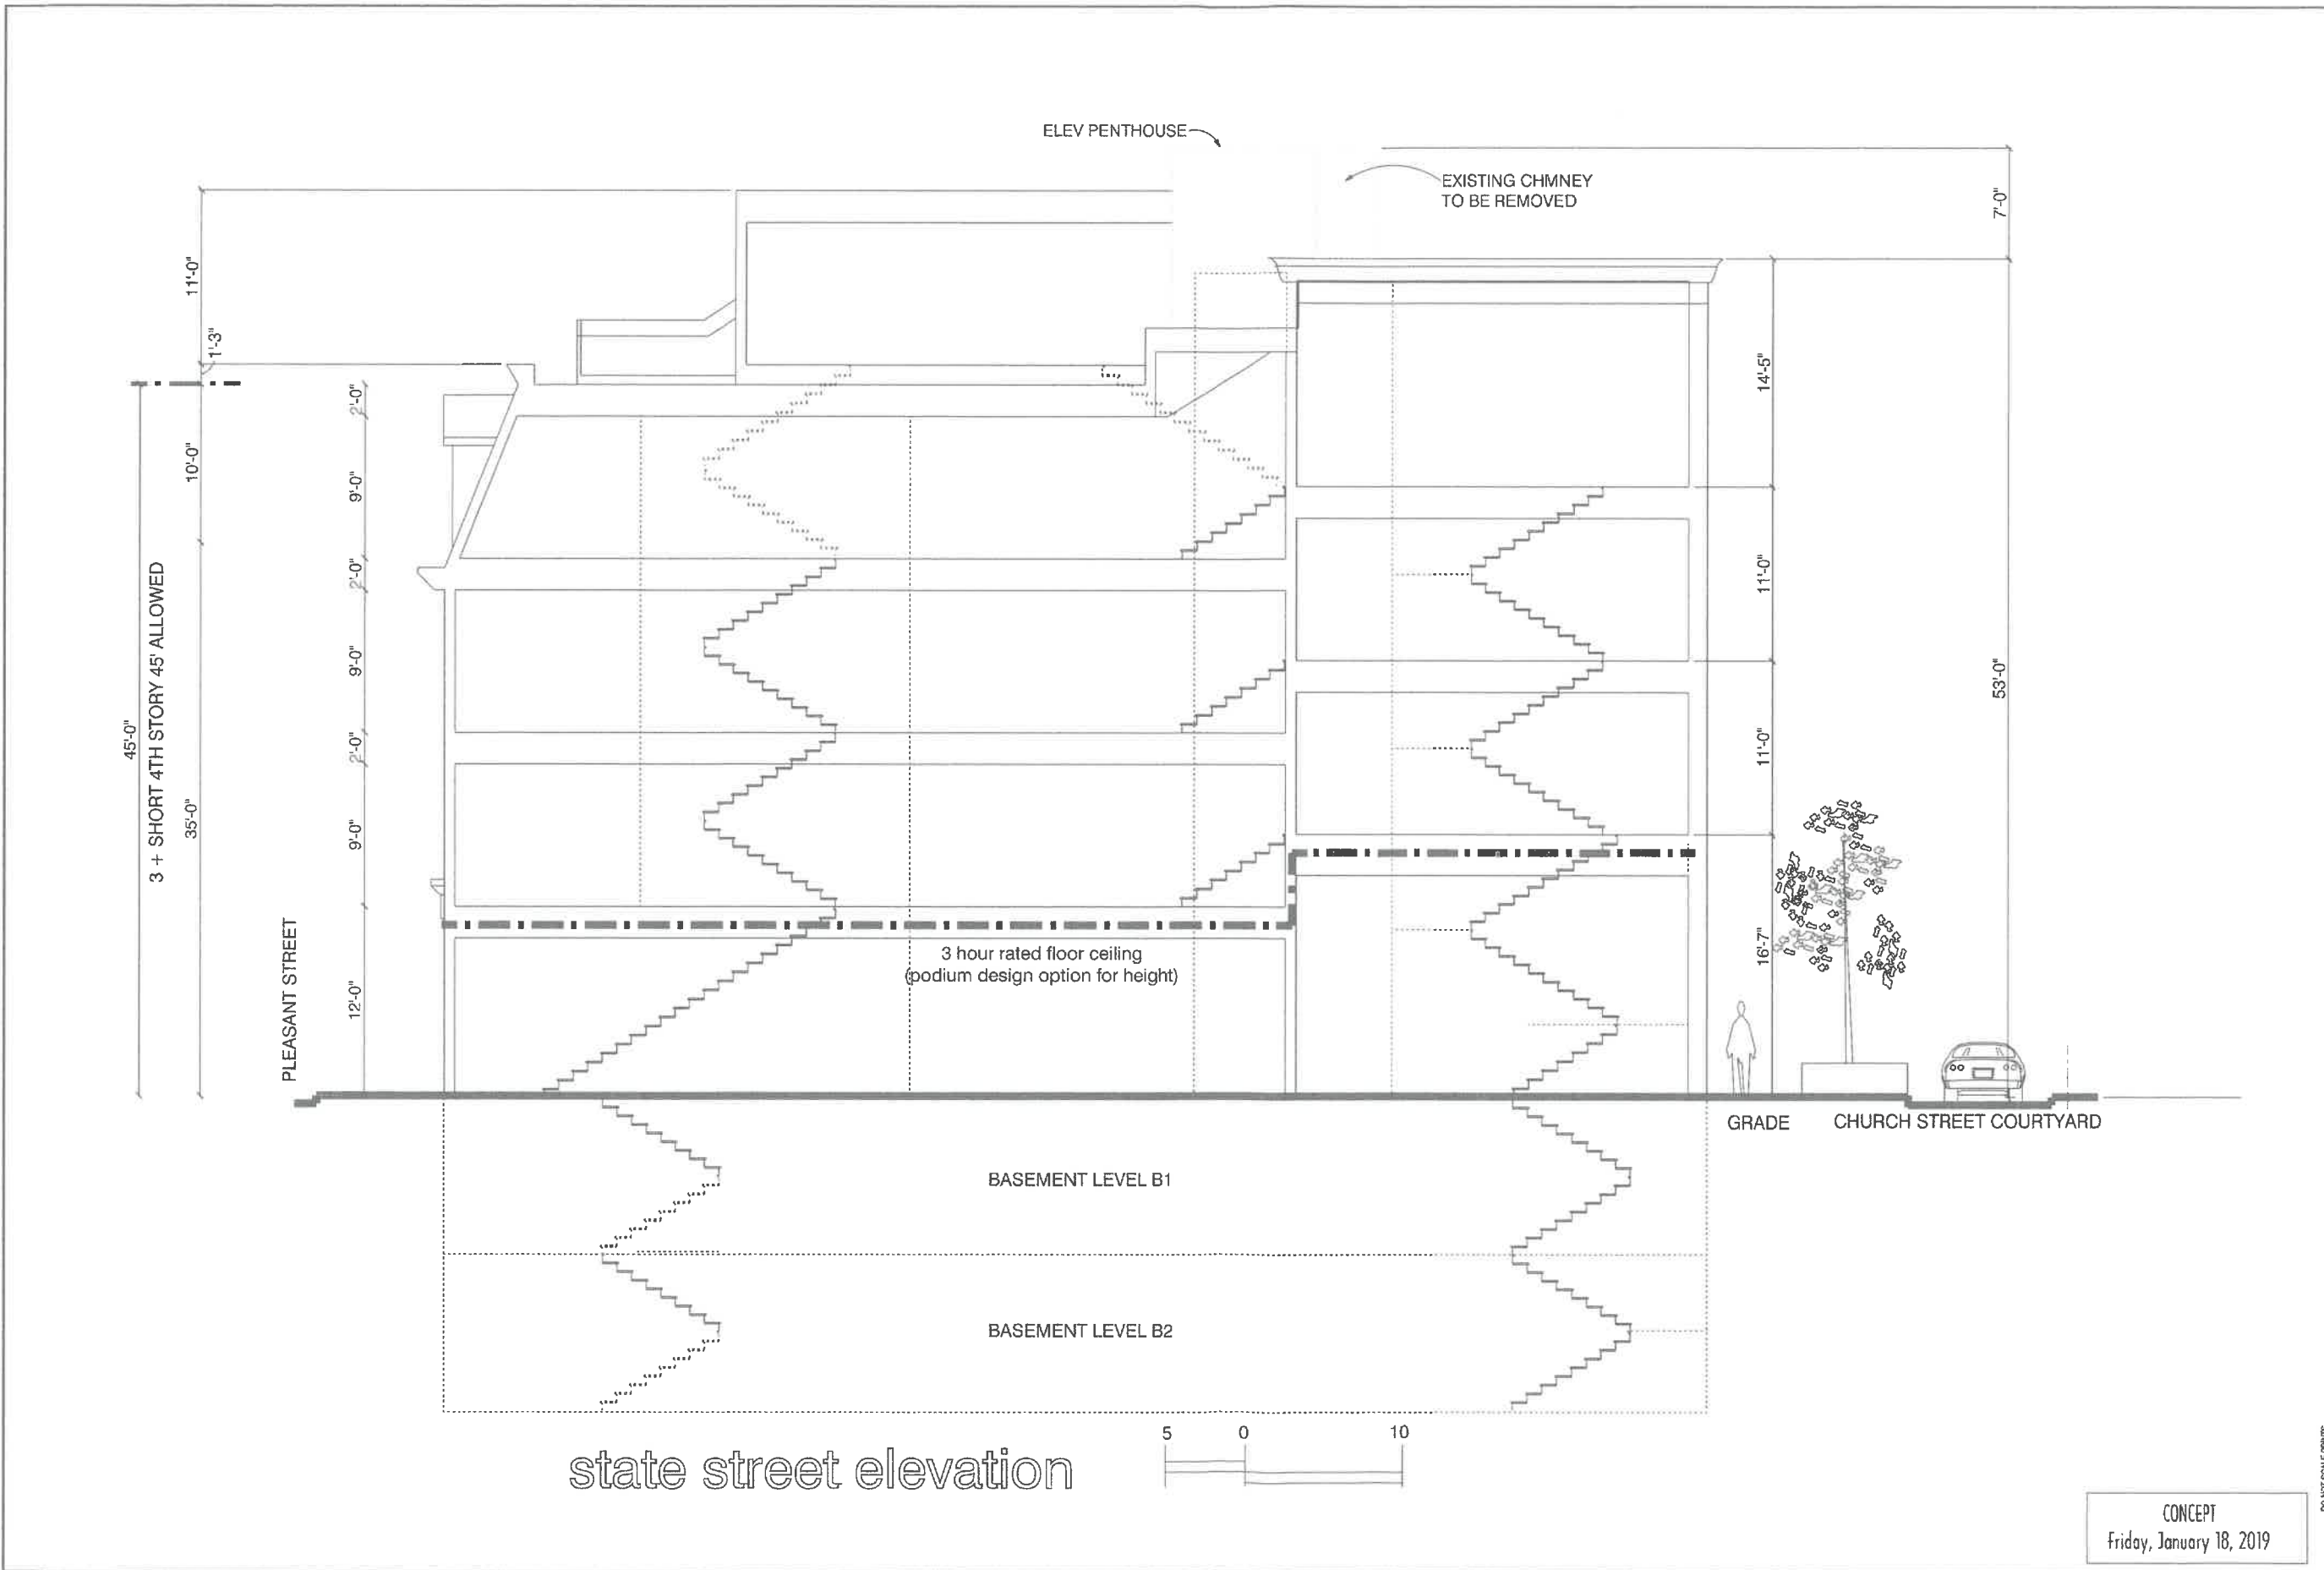 ELEV PENTHOUSE
EXISTING CHMNEY
TO BE REMOVED
7'-0"
11'-0"
1'-3"
2'-0"
14'-5"
10'-0"
9'-0"
2'-0"
11'-0"
3 + SHORT 4TH STORY 45' ALLOWED
45'-0"
9'-0"
53'-0"
2'-0"
11'-0"
35'-0"
9'-0"
PLEASANT STREET
3 hour rated floor ceiling
(podium design option for height)
16'-7"
12'-0"
GRADE
CHURCH STREET COURTYARD
BASEMENT LEVEL B1
BASEMENT LEVEL B2
state street elevation
5 0 10
CONCEPT
Friday, January 18, 2019
DO NOT SCALE PRINTS